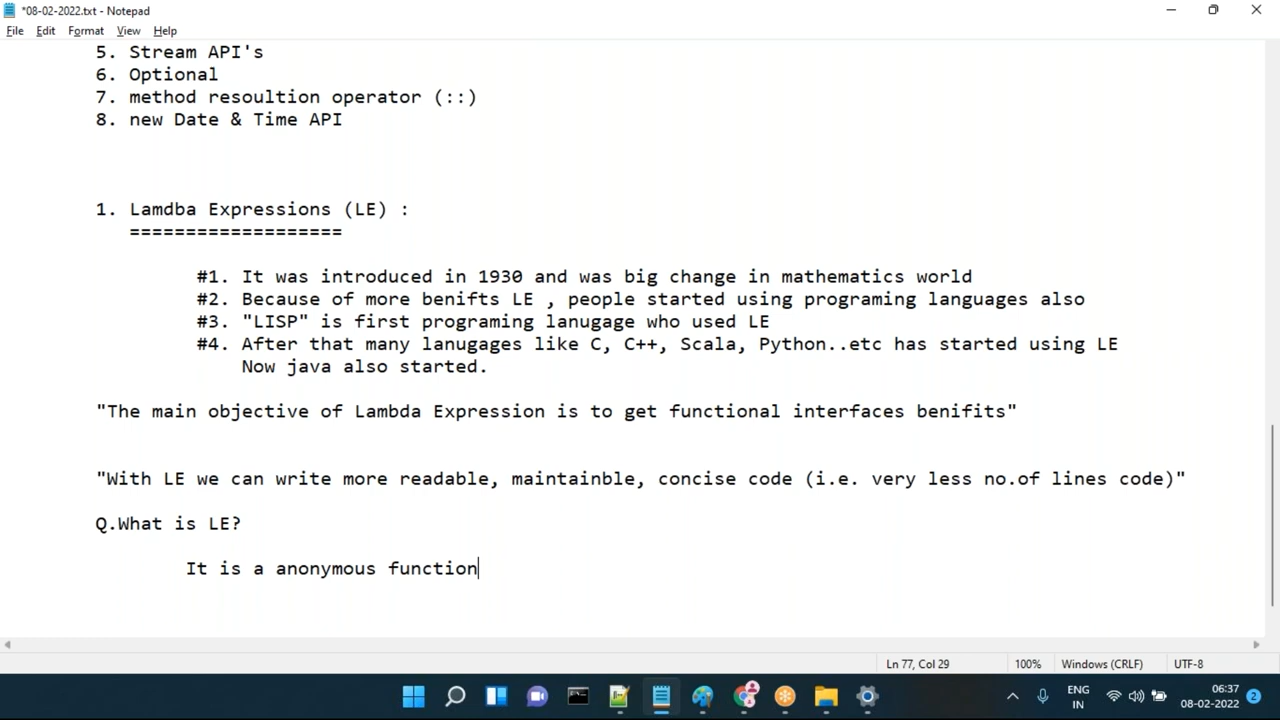 *08-02-2022.txt - Notepad
File Edit Format View Help
5. Stream API's
6. Optional
7. method resoultion operator (::)
8. new Date & Time API
1. Lamdba Expressions (LE) :
===================
#1. It was introduced in 1930 and was big change in mathematics world
#2. Because of more benifts LE , people started using programing languages also
#3. "LISP" is first programing lanugage who used LE
#4. After that many lanugages like C, C++, Scala, Python..etc has started using LE
Now java also started.
"The main objective of Lambda Expression is to get functional interfaces benifits"
"With LE we can write more readable, maintainble, concise code (i.e. very less no.of lines code)"
Q.What is LE?
It is a anonymous function
Ln 77, Col 29 100% Windows (CRLF) UTF-8
ENG 06:37
IN 08-02-2022 2